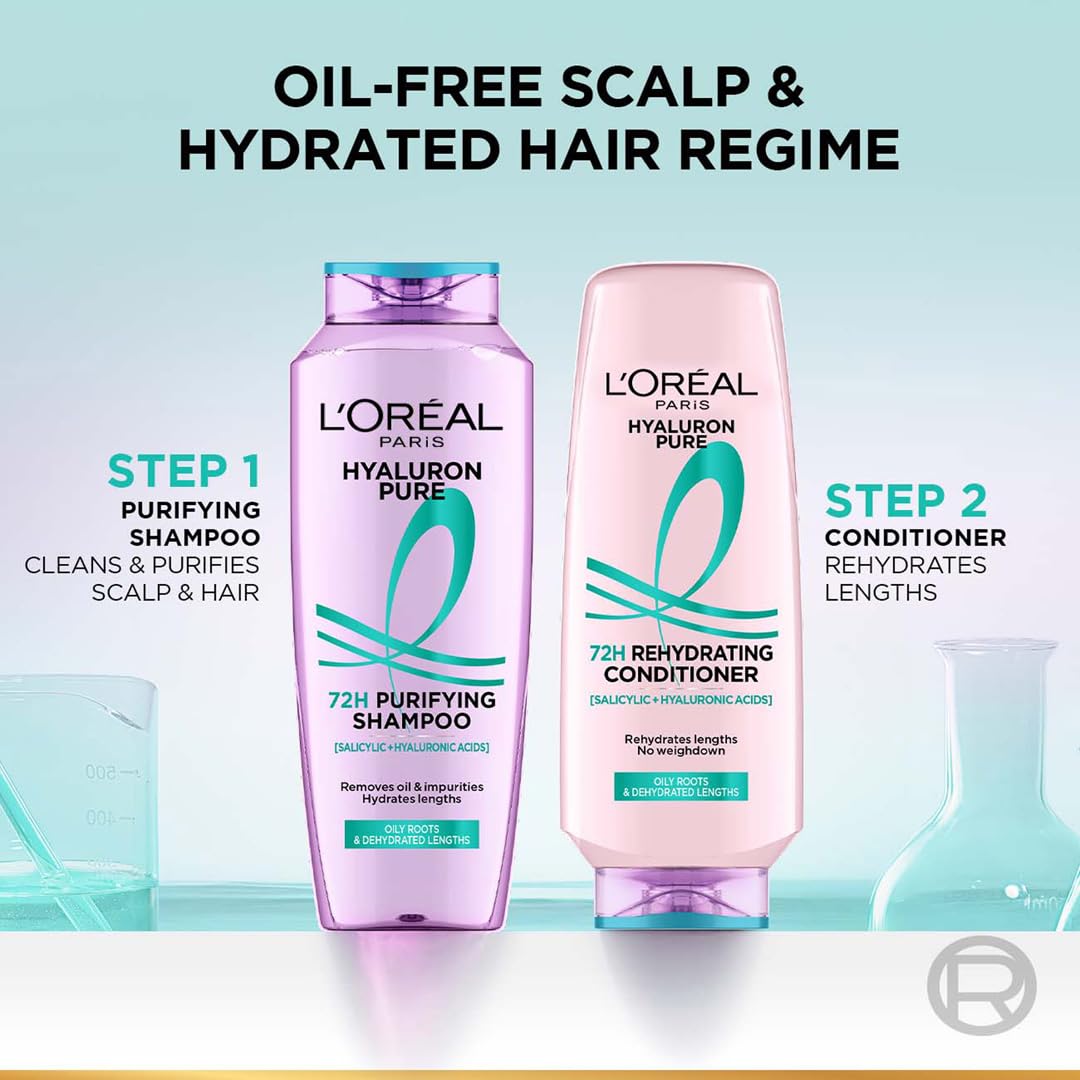 OIL-FREE SCALP &
HYDRATED HAIR REGIME
STEP 1
PURIFYING
SHAMPOO
CLEANS & PURIFIES
SCALP & HAIR
L'ORÉAL
PARiS
HYALURON
PURE
72H PURIFYING
SHAMPOO
[SALICYLIC + HYALURONIC ACIDS]
Removes oil & impurities
Hydrates lengths
OILY ROOTS
& DEHYDRATED LENGTHS
L'ORÉAL
PARiS
HYALURON
PURE
72H REHYDRATING
CONDITIONER
[SALICYLIC + HYALURONIC ACIDS]
Rehydrates lengths
No weighdown
OILY ROOTS
& DEHYDRATED LENGTHS
STEP 2
CONDITIONER
REHYDRATES
LENGTHS
500
400
R